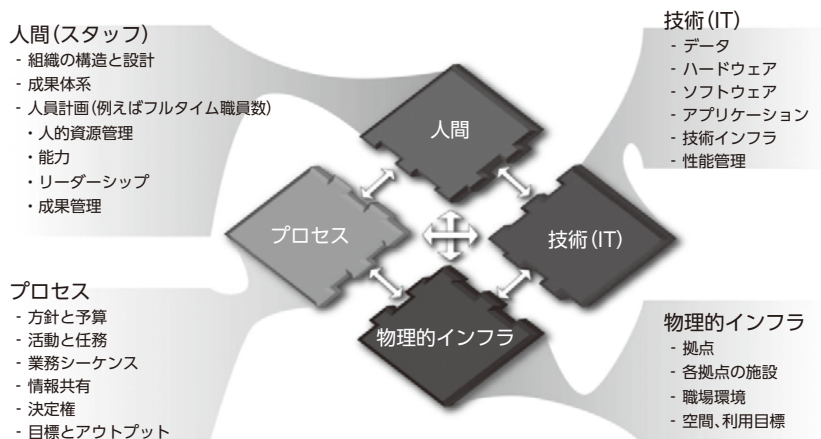 人間(スタッフ)
- 組織の構造と設計
- 成果体系
- 人員計画(例えばフルタイム職員数)
・人的資源管理
・能力
・リーダーシップ
・成果管理
技術(IT)
- データ
- ハードウェア
- ソフトウェア
- アプリケーション
- 技術インフラ
- 性能管理
人間
プロセス
技術(IT)
物理的インフラ
プロセス
- 方針と予算
- 活動と任務
- 業務シーケンス
- 情報共有
- 決定権
- 目標とアウトプット
物理的インフラ
- 拠点
- 各拠点の施設
- 職場環境
- 空間、利用目標